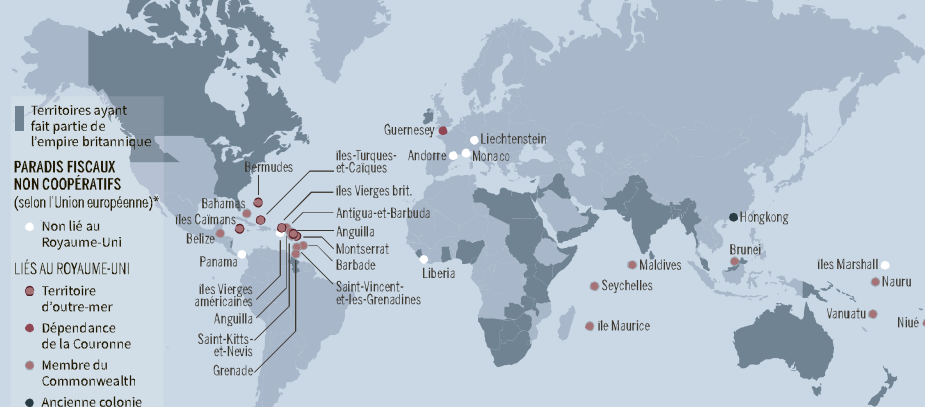 Territoires ayant
fait partie de
l'empire britannique
PARADIS FISCAUX
NON COOPÉRATIFS
(selon l'Union européenne)*
Non lié au
Royaume-Uni
LIÉS AU ROYAUME-UNI
Territoire
d'outre-mer
Dépendance
de la Couronne
Membre du
Commonwealth
Ancienne colonie
Bermudes
Bahamas
îles Caïmans
Belize
Panama
îles Vierges
américaines
Anguilla
Saint-Kitts-
et-Nevis
Grenade
îles-Turques-
et-Caïques
îles Vierges brit.
Antigua-et-Barbuda
Anguilla
Montserrat
Barbade
Saint-Vincent-
et-les-Grenadines
Guernesey
Liechtenstein
Andorre
Monaco
Liberia
Maldives
Seychelles
île Maurice
Hongkong
Brunei
îles Marshall
Nauru
Vanuatu
Niué